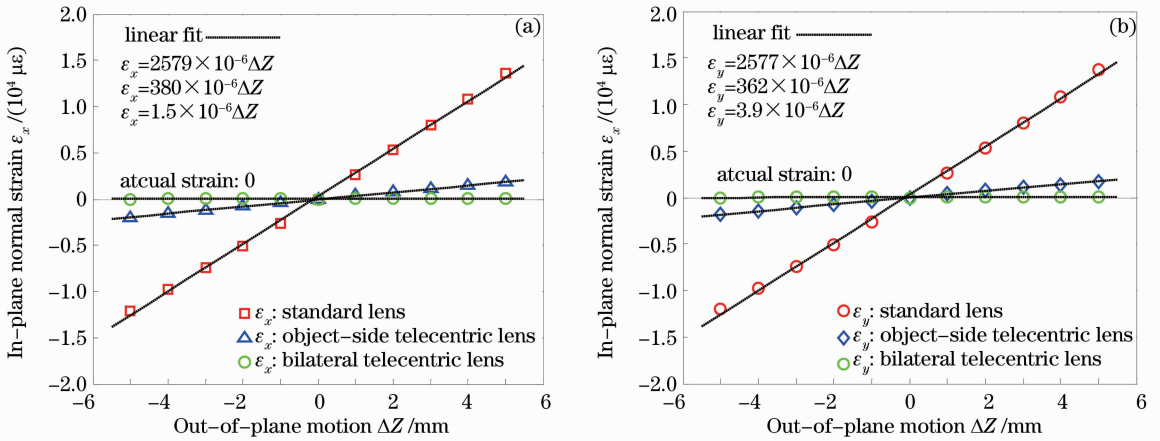 (a)
2.0
1.5
1.0
0.5
0
−0.5
−1.0
−1.5
−2.0
In-plane normal strain εx /(10⁴ με)
linear fit
εx=2579×10⁻⁶ΔZ
εx=380×10⁻⁶ΔZ
εx=1.5×10⁻⁶ΔZ
atcual strain: 0
εx: standard lens
εx: object-side telecentric lens
εx: bilateral telecentric lens
−6 −4 −2 0 2 4 6
Out-of-plane motion ΔZ /mm
(b)
2.0
1.5
1.0
0.5
0
−0.5
−1.0
−1.5
−2.0
In-plane normal strain εx /(10⁴ με)
linear fit
εy=2577×10⁻⁶ΔZ
εy=362×10⁻⁶ΔZ
εy=3.9×10⁻⁶ΔZ
atcual strain: 0
εy: standard lens
εy: object-side telecentric lens
εy: bilateral telecentric lens
−6 −4 −2 0 2 4 6
Out-of-plane motion ΔZ /mm